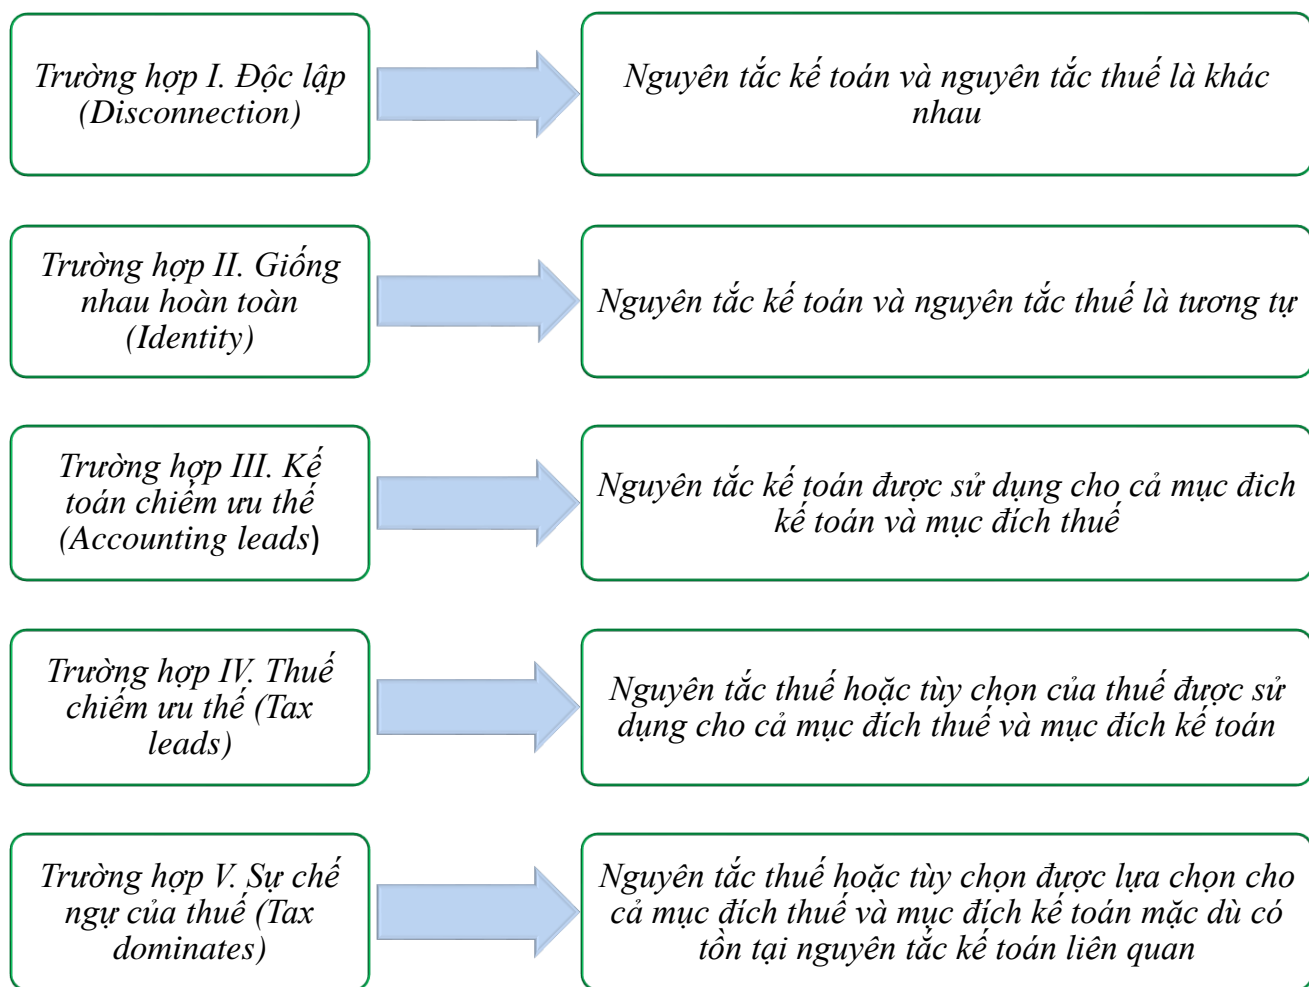 Trường hợp I. Độc lập
(Disconnection)
Nguyên tắc kế toán và nguyên tắc thuế là khác
nhau
Trường hợp II. Giống
nhau hoàn toàn
(Identity)
Nguyên tắc kế toán và nguyên tắc thuế là tương tự
Trường hợp III. Kế
toán chiếm ưu thế
(Accounting leads)
Nguyên tắc kế toán được sử dụng cho cả mục đich
kế toán và mục đích thuế
Trường hợp IV. Thuế
chiếm ưu thế (Tax
leads)
Nguyên tắc thuế hoặc tùy chọn của thuế được sử
dụng cho cả mục đích thuế và mục đích kế toán
Trường hợp V. Sự chế
ngự của thuế (Tax
dominates)
Nguyên tắc thuế hoặc tùy chọn được lựa chọn cho
cả mục đích thuế và mục đích kế toán mặc dù có
tồn tại nguyên tắc kế toán liên quan